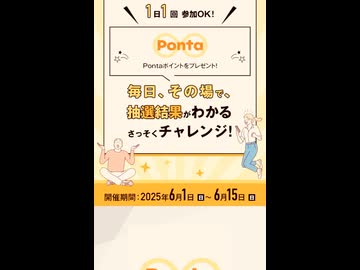 1日1回 参加OK!
Ponta
Pontaポイントをプレゼント!
毎日、その場で、
抽選結果がわかる
さっそくチャレンジ!
開催期間:2025年6月1日(日)~6月15日(日)
Ponta